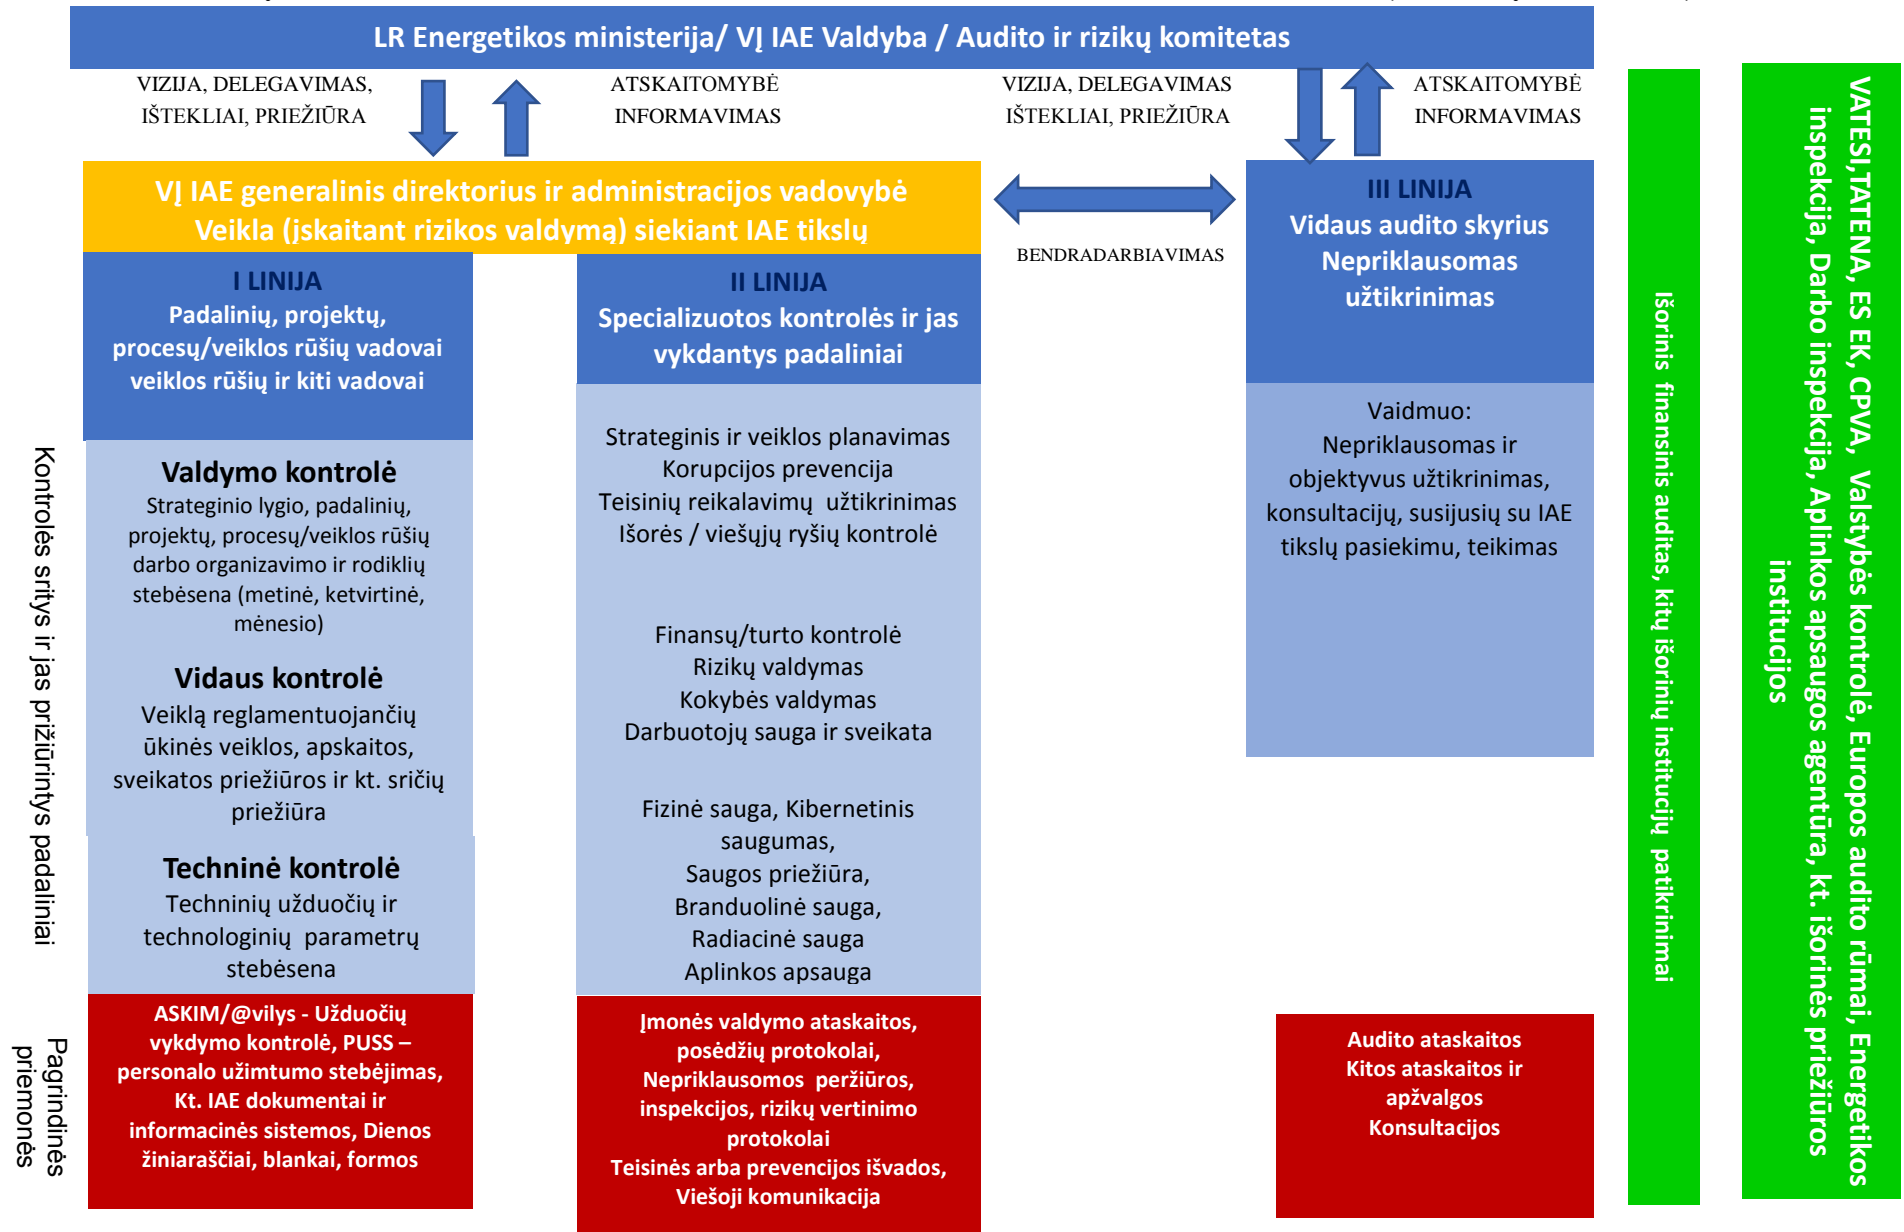 LR Energetikos ministerija/ VĮ IAE Valdyba / Audito ir rizikų komitetas
VIZIJA, DELEGAVIMAS,
IŠTEKLIAI, PRIEŽIŪRA
ATSKAITOMYBĖ
INFORMAVIMAS
VIZIJA, DELEGAVIMAS
IŠTEKLIAI, PRIEŽIŪRA
ATSKAITOMYBĖ
INFORMAVIMAS
VĮ IAE generalinis direktorius ir administracijos vadovybė
Veikla (įskaitant rizikos valdymą) siekiant IAE tikslų
BENDRADARBIAVIMAS
I LINIJA
Padalinių, projektų,
procesų/veiklos rūšių vadovai
veiklos rūšių ir kiti vadovai
II LINIJA
Specializuotos kontrolės ir jas
vykdantys padaliniai
III LINIJA
Vidaus audito skyrius
Nepriklausomas
užtikrinimas
Kontrolės sritys ir jas prižiūrintys padaliniai
Valdymo kontrolė
Strateginio lygio, padalinių,
projektų, procesų/veiklos rūšių
darbo organizavimo ir rodiklių
stebėsena (metinė, ketvirtinė,
mėnesio)
Vidaus kontrolė
Veiklą reglamentuojančių
ūkinės veiklos, apskaitos,
sveikatos priežiūros ir kt. sričių
priežiūra
Techninė kontrolė
Techninių užduočių ir
technologinių parametrų
stebėsena
Strateginis ir veiklos planavimas
Korupcijos prevencija
Teisinių reikalavimų užtikrinimas
Išorės / viešųjų ryšių kontrolė
Finansų/turto kontrolė
Rizikų valdymas
Kokybės valdymas
Darbuotojų sauga ir sveikata
Fizinė sauga, Kibernetinis
saugumas,
Saugos priežiūra,
Branduolinė sauga,
Radiacinė sauga
Aplinkos apsauga
Vaidmuo:
Nepriklausomas ir
objektyvus užtikrinimas,
konsultacijų, susijusių su IAE
tikslų pasiekimu, teikimas
Pagrindinės
priemonės
ASKIM/@vilys - Užduočių
vykdymo kontrolė, PUSS –
personalo užimtumo stebėjimas,
Kt. IAE dokumentai ir
informacinės sistemos, Dienos
žiniaraščiai, blankai, formos
Įmonės valdymo ataskaitos,
posėdžių protokolai,
Nepriklausomos peržiūros,
inspekcijos, rizikų vertinimo
protokolai
Teisinės arba prevencijos išvados,
Viešoji komunikacija
Audito ataskaitos
Kitos ataskaitos ir
apžvalgos
Konsultacijos
Išorinis finansinis auditas, kitų išorinių institucijų patikrinimai
VATESI,TATENA, ES EK, CPVA, Valstybės kontrolė, Europos audito rūmai, Energetikos
inspekcija, Darbo inspekcija, Aplinkos apsaugos agentūra, kt. išorinės priežiūros
institucijos